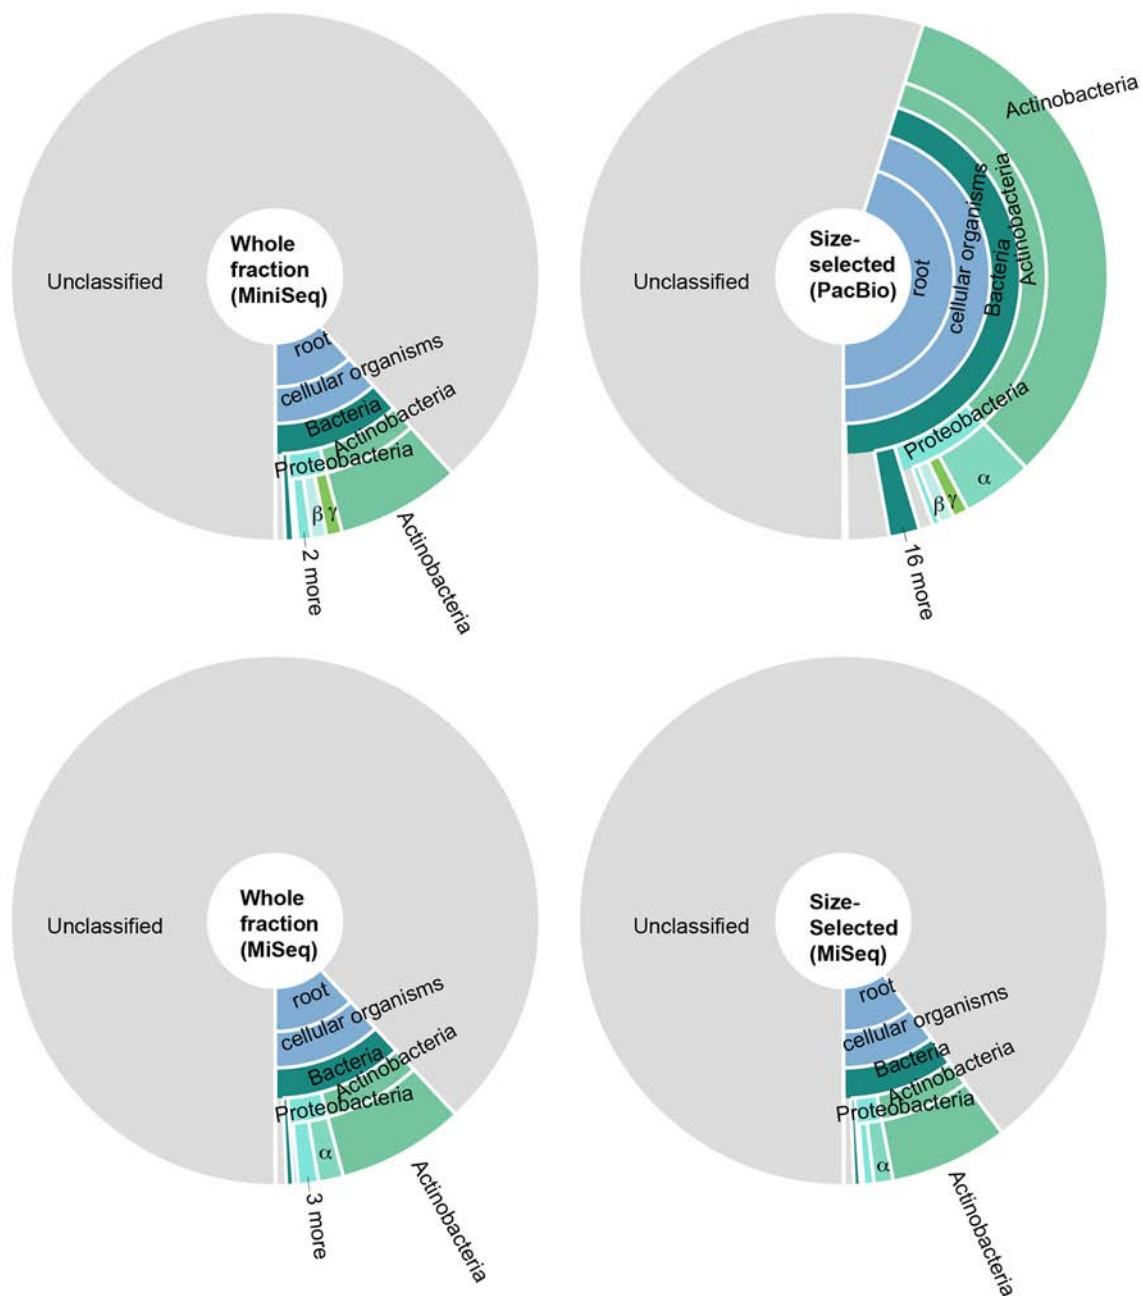 Whole
fraction
(MiniSeq)
Unclassified
root
cellular organisms
Bacteria
Actinobacteria
Proteobacteria
β
γ
Actinobacteria
2 more
Size-
selected
(PacBio)
Unclassified
root
cellular organisms
Bacteria
Actinobacteria
Actinobacteria
Proteobacteria
α
β
γ
16 more
Whole
fraction
(MiSeq)
Unclassified
root
cellular organisms
Bacteria
Actinobacteria
Proteobacteria
α
Actinobacteria
3 more
Size-
Selected
(MiSeq)
Unclassified
root
cellular organisms
Bacteria
Actinobacteria
Proteobacteria
α
Actinobacteria